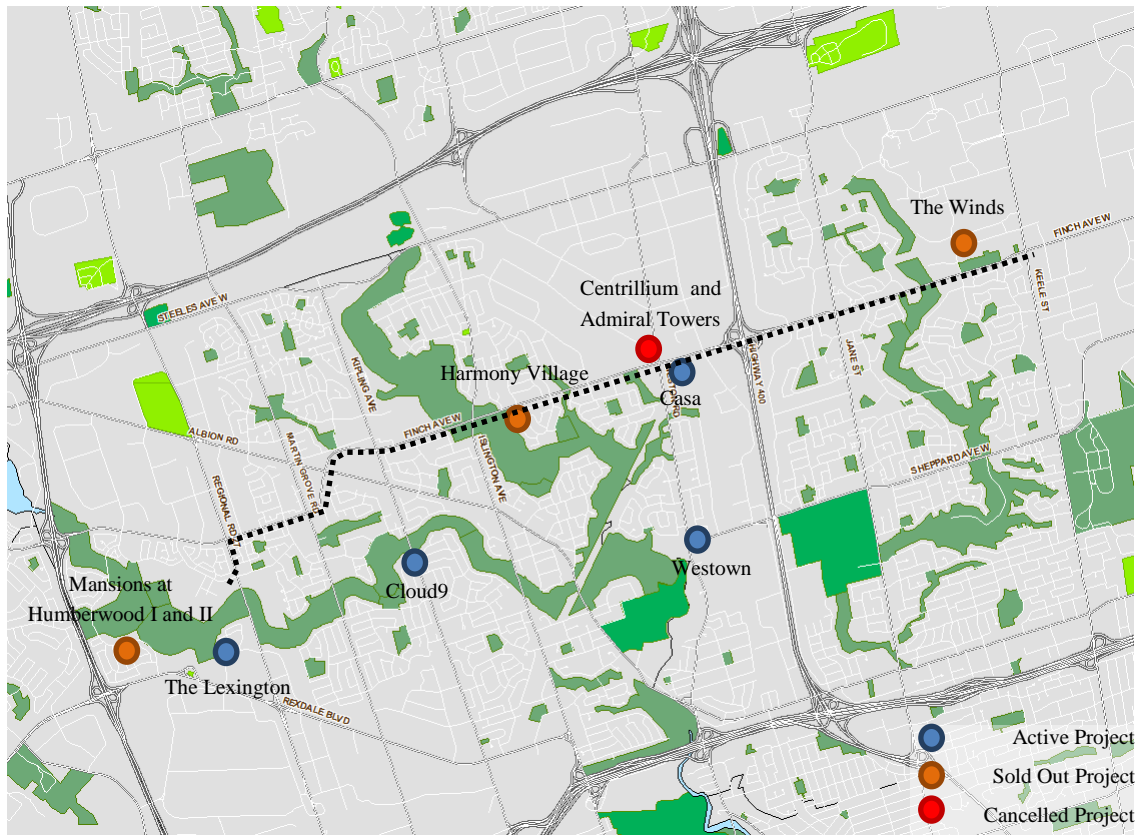 The Winds
FINCH AVE W
KEELE ST
Centrillium and
Admiral Towers
STEELES AVE W
HIGHWAY 400
JANE ST
KIPLING AVE
Harmony Village
Casa
FINCH AVE W
ALBION RD
MARTIN GROVE RD
ISLINGTON AVE
SHEPPARD AVE W
REGIONAL RD
Westown
Mansions at
Humberwood I and II
Cloud9
The Lexington
REXDALE BLVD
Active Project
Sold Out Project
Cancelled Project